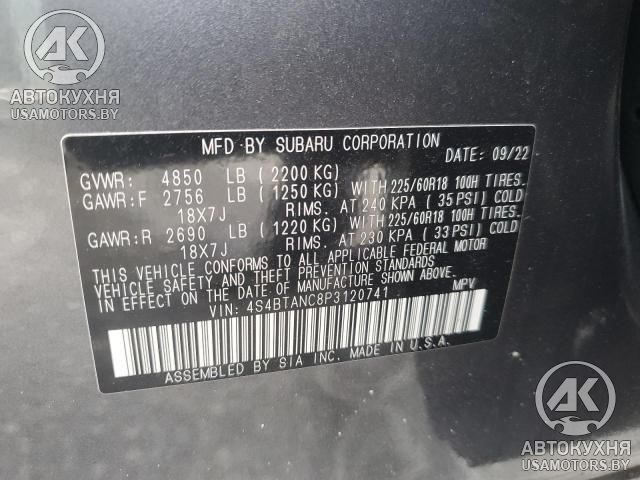 AK
АВТОКУХНЯ
USAMOTORS.BY
MFD BY SUBARU CORPORATION
DATE: 09/22
GVWR: 4850 LB (2200 KG)
GAWR:F 2756 LB (1250 KG) WITH 225/60R18 100H TIRES.
18X7J RIMS. AT 240 KPA (35 PSI) COLD
GAWR:R 2690 LB (1220 KG) WITH 225/60R18 100H TIRES.
18X7J RIMS. AT 230 KPA (33 PSI) COLD
THIS VEHICLE CONFORMS TO ALL APPLICABLE FEDERAL MOTOR
VEHICLE SAFETY AND THEFT PREVENTION STANDARDS
IN EFFECT ON THE DATE OF MANUFACTURE SHOWN ABOVE.
VIN: 4S4BTANC8P3120741 MPV
ASSEMBLED BY SIA INC. MADE IN U.S.A.
AK
АВТОКУХНЯ
USAMOTORS.BY